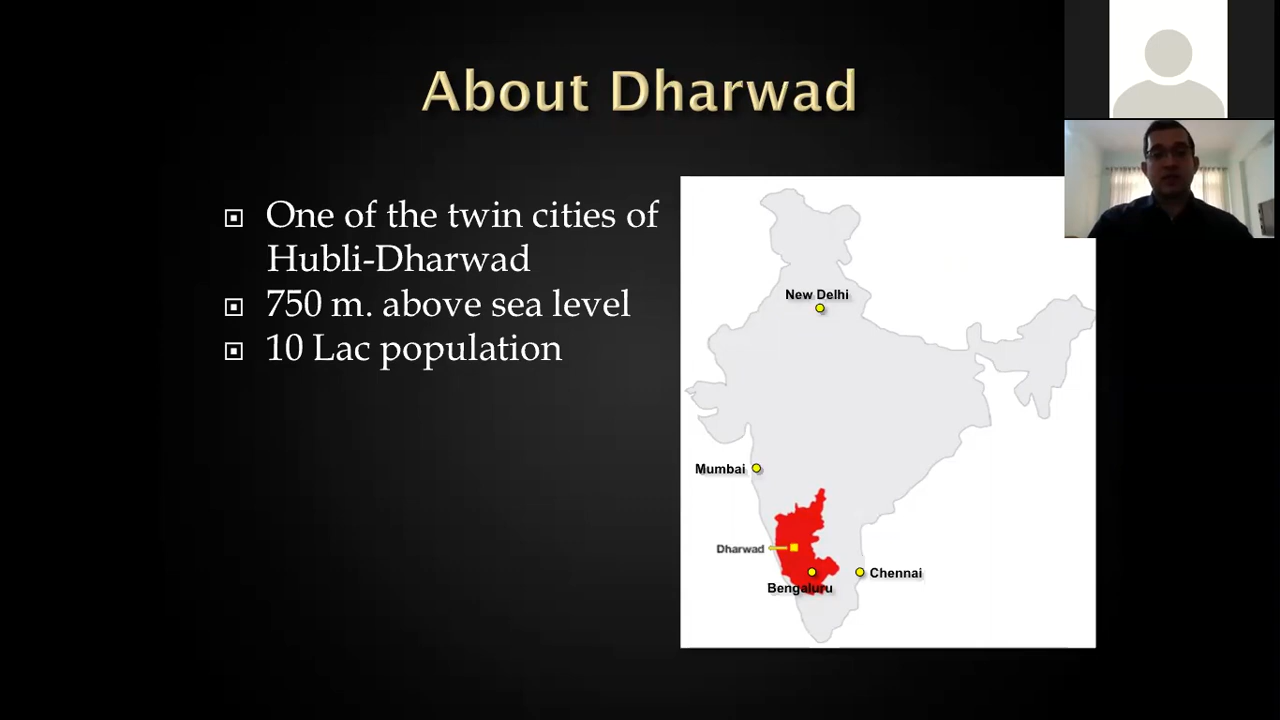 About Dharwad
One of the twin cities of
Hubli-Dharwad
750 m. above sea level
10 Lac population
New Delhi
Mumbai
Dharwad
Bengaluru
Chennai